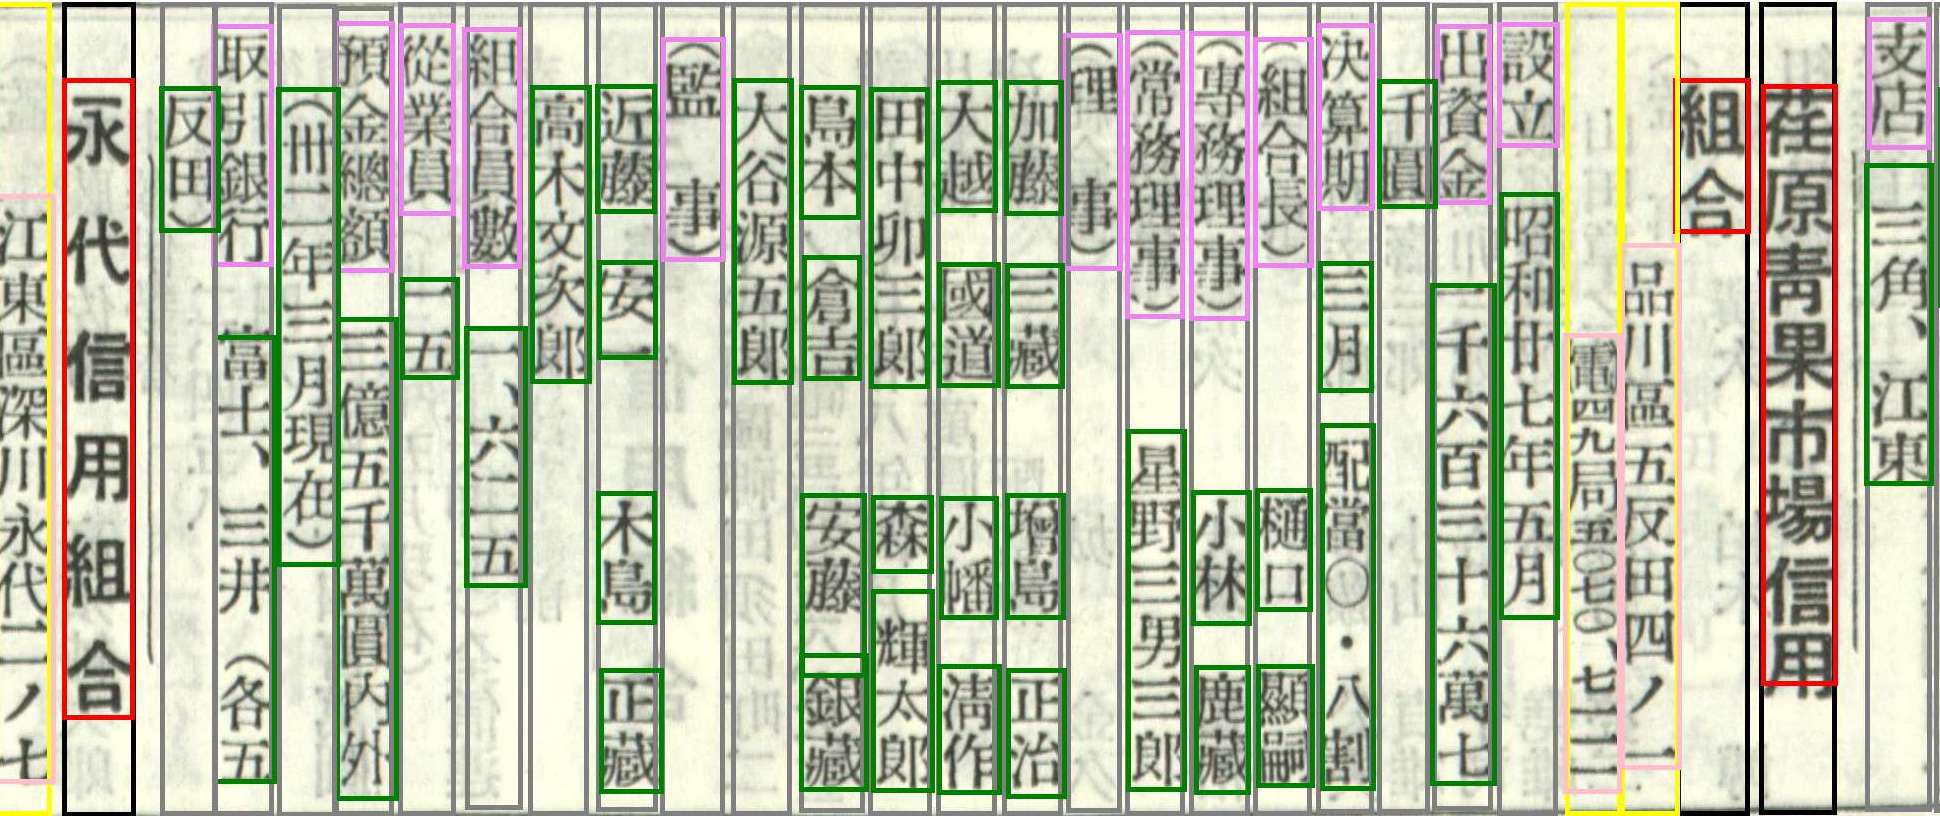 支店 三角、江東
荏原靑果市場信用
組合
品川區五反田四ノ一
電四九局五〇七〇、七二一二
設立 昭和廿七年五月
出資金 一千六百三十六萬七
千圓
決算期 三月 配當〇・八割
(組合長) 樋口 顯嗣
(專務理事) 小林 鹿藏
(常務理事) 星野三男三郎
(理事)
加藤 三藏 增島 正治
大越 國道 小幡 淸作
田中卯三郎 森 輝太郎
島本 倉吉 安藤 銀藏
大谷源五郎
(監事)
近藤 安一 木島 正藏
高木文次郎
組合員數 一、六二五
從業員 二五
預金總額 三億五千萬圓內外
(卅二年三月現在)
取引銀行 富士、三井(各五
反田)
永代信用組合
江東區深川永代二ノ七